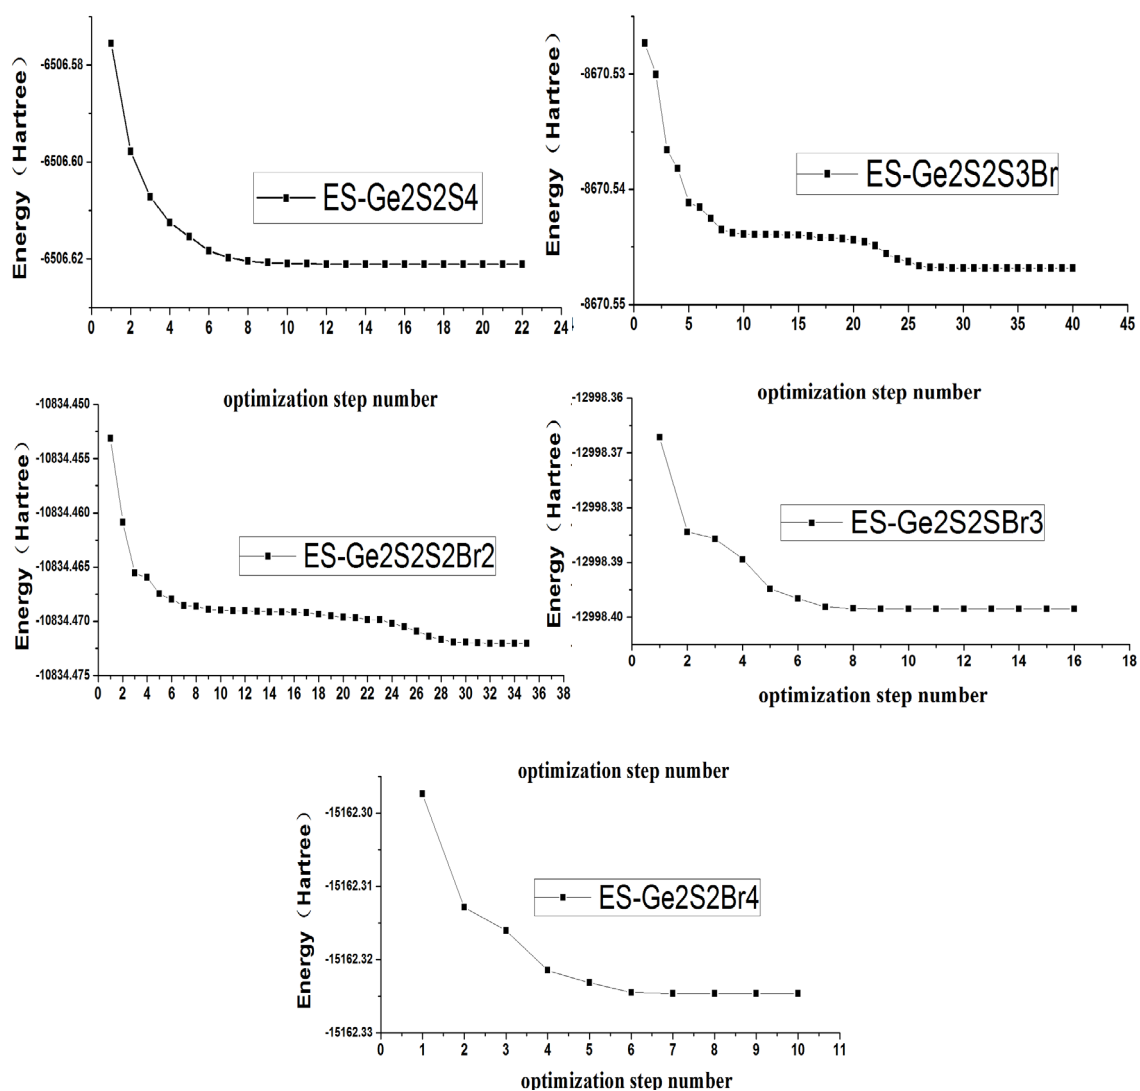 Energy（Hartree）
-6506.58
-6506.60
-6506.62
ES-Ge2S2S4
0 2 4 6 8 10 12 14 16 18 20 22 24
optimization step number
Energy（Hartree）
-8670.53
-8670.54
-8670.55
ES-Ge2S2S3Br
0 5 10 15 20 25 30 35 40 45
optimization step number
Energy（Hartree）
-10834.450
-10834.455
-10834.460
-10834.465
-10834.470
-10834.475
ES-Ge2S2S2Br2
0 2 4 6 8 10 12 14 16 18 20 22 24 26 28 30 32 34 36 38
optimization step number
Energy（Hartree）
-12998.36
-12998.37
-12998.38
-12998.39
-12998.40
ES-Ge2S2SBr3
0 2 4 6 8 10 12 14 16 18
optimization step number
Energy（Hartree）
-15162.30
-15162.31
-15162.32
-15162.33
ES-Ge2S2Br4
0 1 2 3 4 5 6 7 8 9 10 11
optimization step number